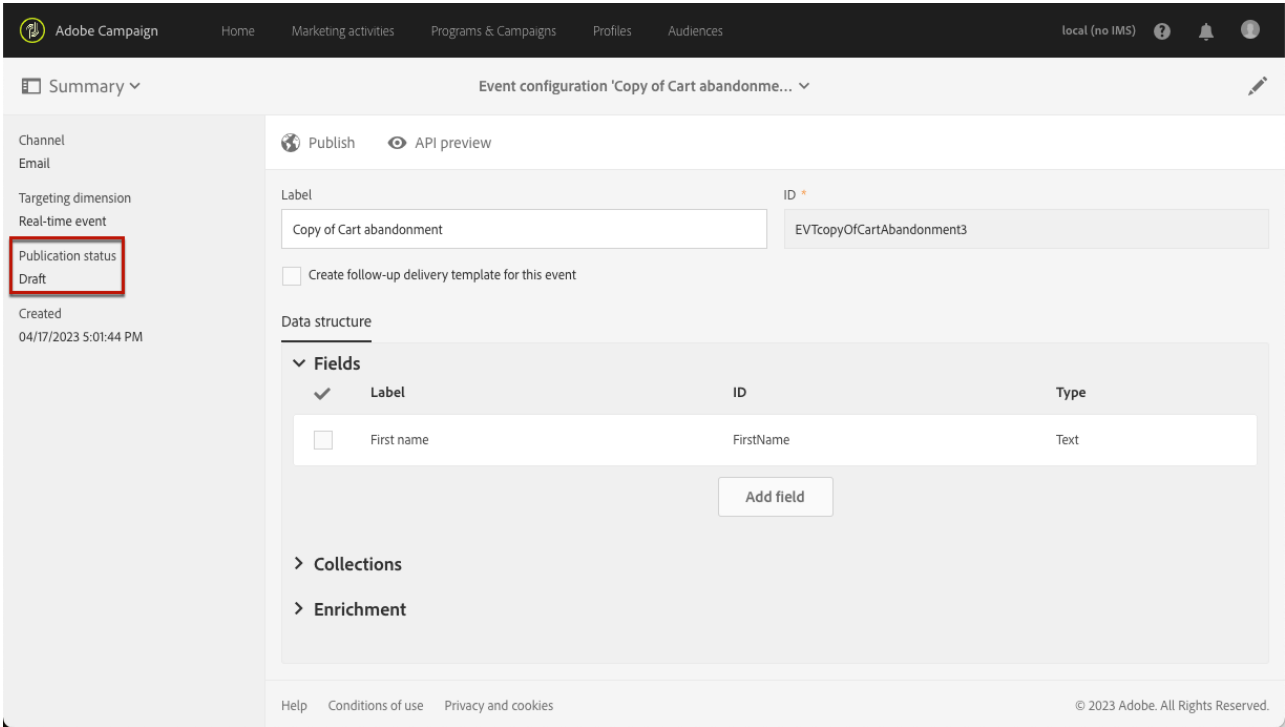 Adobe Campaign Home Marketing activities Programs & Campaigns Profiles Audiences local (no IMS)
Summary Event configuration 'Copy of Cart abandonme...
Channel
Email
Targeting dimension
Real-time event
Publication status
Draft
Created
04/17/2023 5:01:44 PM
Publish API preview
Label ID *
Copy of Cart abandonment EVTcopyOfCartAbandonment3
Create follow-up delivery template for this event
Data structure
Fields
Label ID Type
First name FirstName Text
Add field
Collections
Enrichment
Help Conditions of use Privacy and cookies © 2023 Adobe. All Rights Reserved.